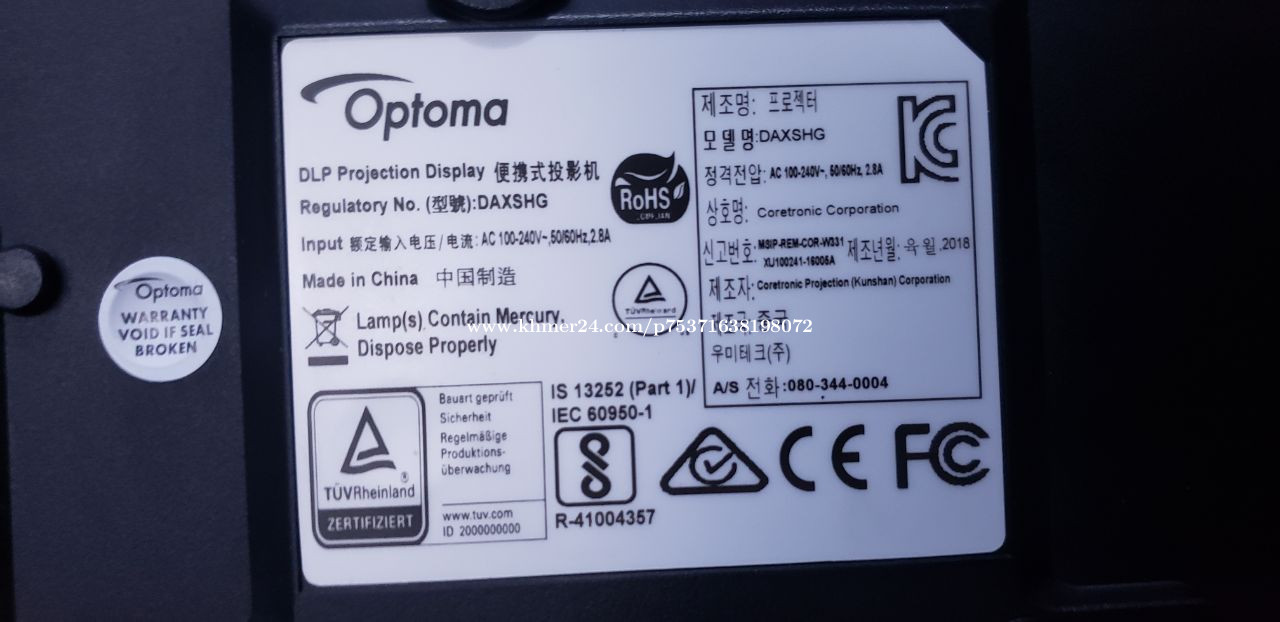 Optoma
DLP Projection Display 便携式投影机
Regulatory No. (型號):DAXSHG
Input 额定输入电压/电流: AC 100-240V~,50/60Hz,2.8A
Made in China 中国制造
Lamp(s) Contain Mercury,
Dispose Properly
RoHS
TÜVRheinland
제조명: 프로젝터
모델명:DAXSHG
정격전압: AC 100-240V~, 50/60Hz, 2.8A
상호명: Coretronic Corporation
신고번호: MSIP-REM-COR-W331
XU100241-16005A
제조년월: 육 월 ,2018
제조자: Coretronic Projection (Kunshan) Corporation
제조국: 중국
우미테크(주)
A/S 전화:080-344-0004
Optoma
WARRANTY
VOID IF SEAL
BROKEN
www.khmer24.com/p75371638198072
TÜVRheinland
®
ZERTIFIZIERT
Bauart geprüft
Sicherheit
Regelmäßige
Produktions-
überwachung
www.tuv.com
ID 2000000000
IS 13252 (Part 1)/
IEC 60950-1
R-41004357
CE
FC